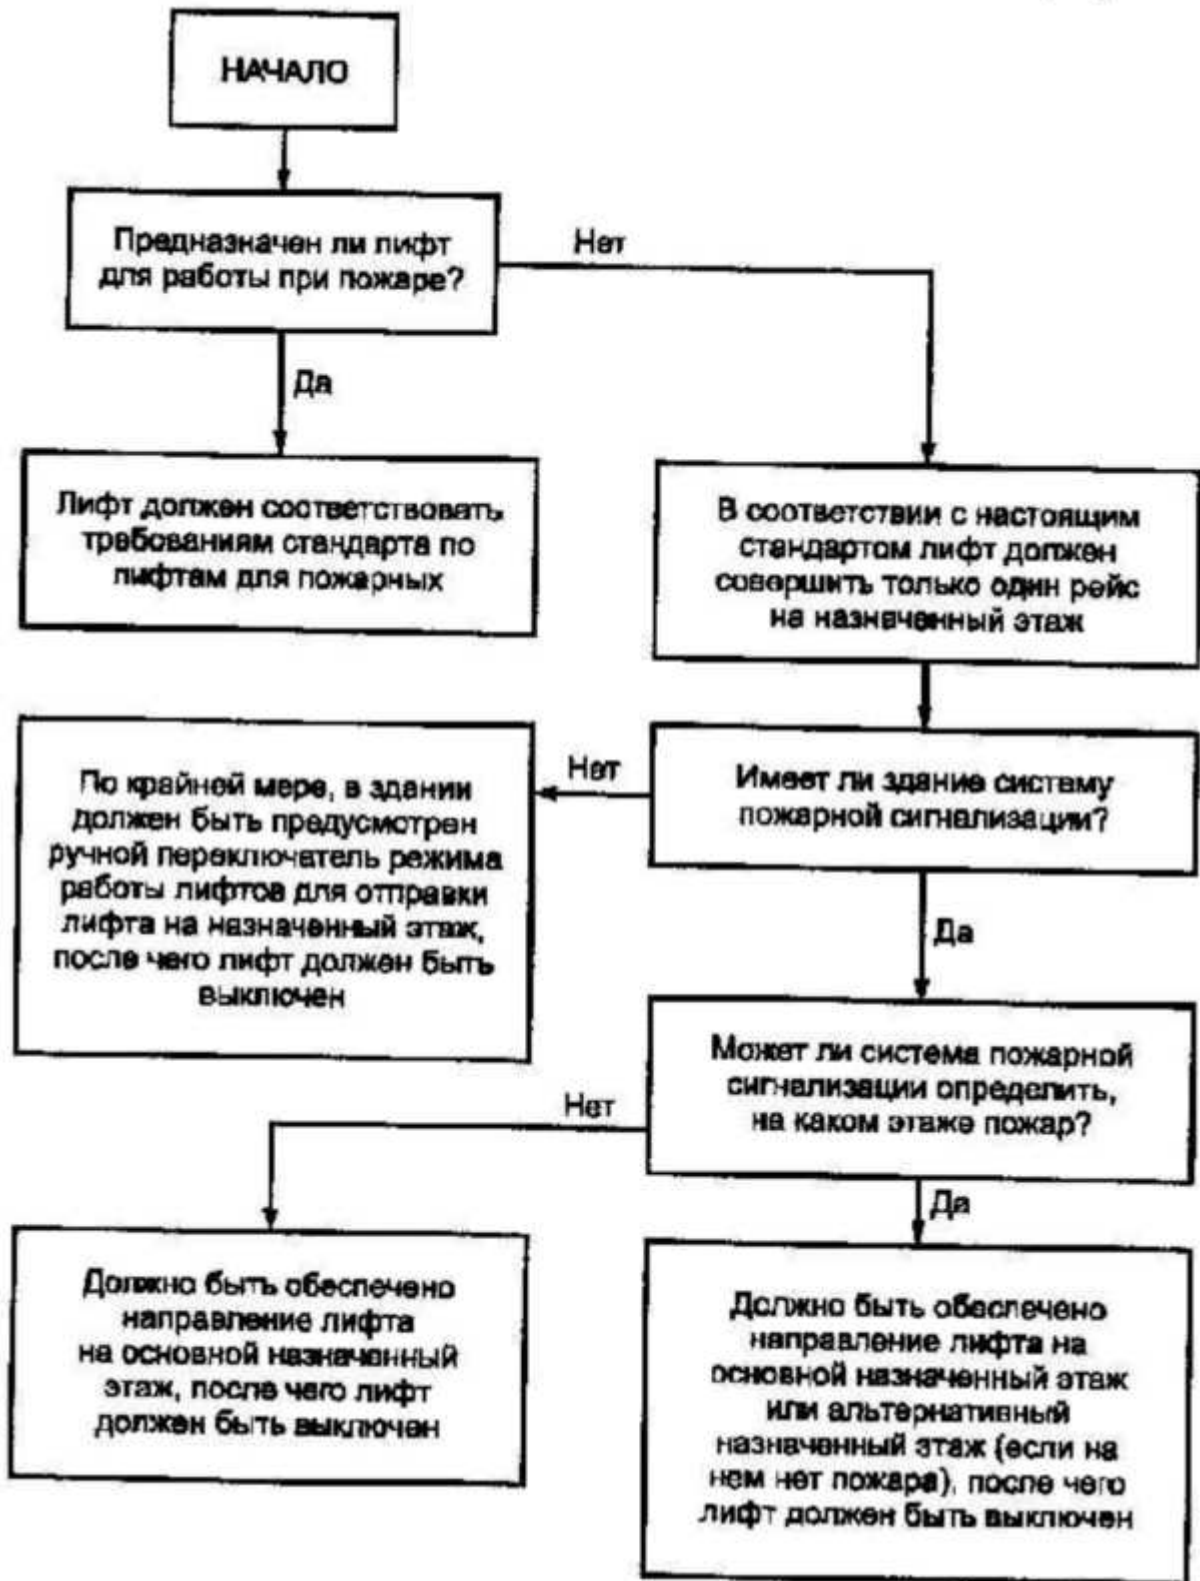 НАЧАЛО
Предназначен ли лифт
для работы при пожаре?
Нет
Да
Лифт должен соответствовать
требованиям стандарта по
лифтам для пожарных
В соответствии с настоящим
стандартом лифт должен
совершить только один рейс
на назначенный этаж
По крайней мере, в здании
должен быть предусмотрен
ручной переключатель режима
работы лифтов для отправки
лифта на назначенный этаж,
после чего лифт должен быть
выключен
Нет
Имеет ли здание систему
пожарной сигнализации?
Да
Может ли система пожарной
сигнализации определить,
на каком этаже пожар?
Нет
Да
Должно быть обеспечено
направление лифта
на основной назначенный
этаж, после чего лифт
должен быть выключен
Должно быть обеспечено
направление лифта на
основной назначенный этаж
или альтернативный
назначенный этаж (если на
нем нет пожара), после чего
лифт должен быть выключен